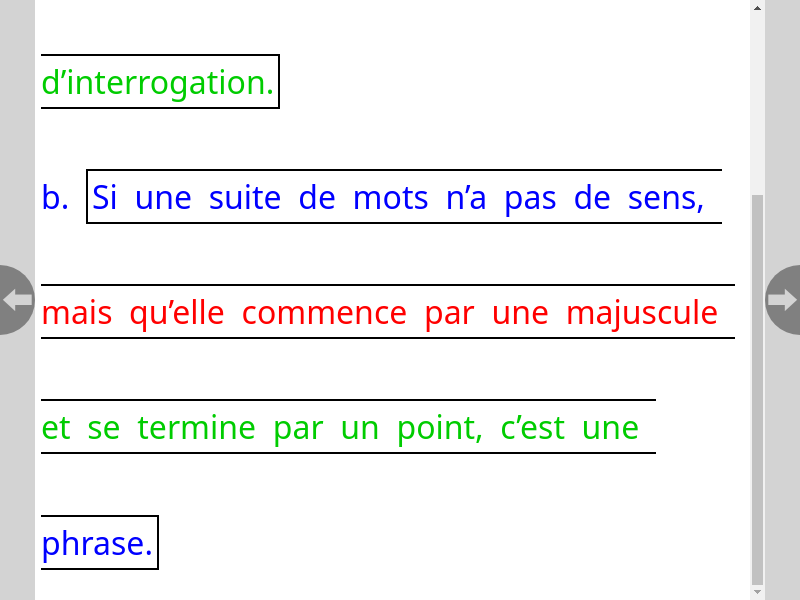 d’interrogation.
b. Si une suite de mots n’a pas de sens,
mais qu’elle commence par une majuscule
et se termine par un point, c’est une
phrase.